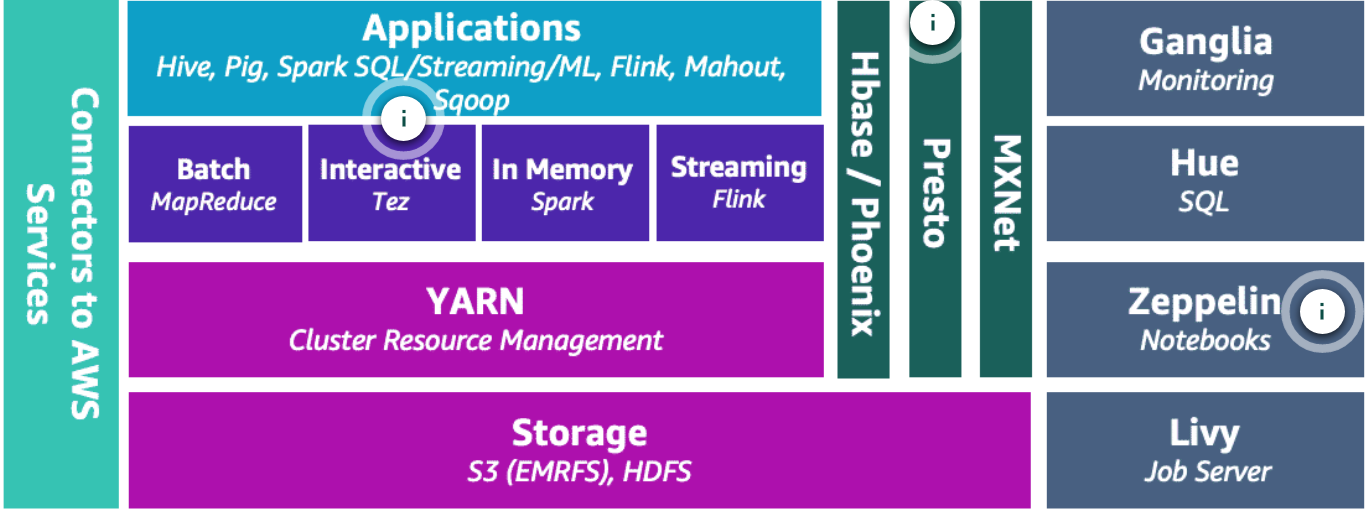 Connectors to AWS
Services
Applications
Hive, Pig, Spark SQL/Streaming/ML, Flink, Mahout,
Sqoop
i
Batch
MapReduce
Interactive
Tez
In Memory
Spark
Streaming
Flink
YARN
Cluster Resource Management
Storage
S3 (EMRFS), HDFS
Hbase / Phoenix
i
Presto
MXNet
Ganglia
Monitoring
Hue
SQL
Zeppelin
i
Notebooks
Livy
Job Server